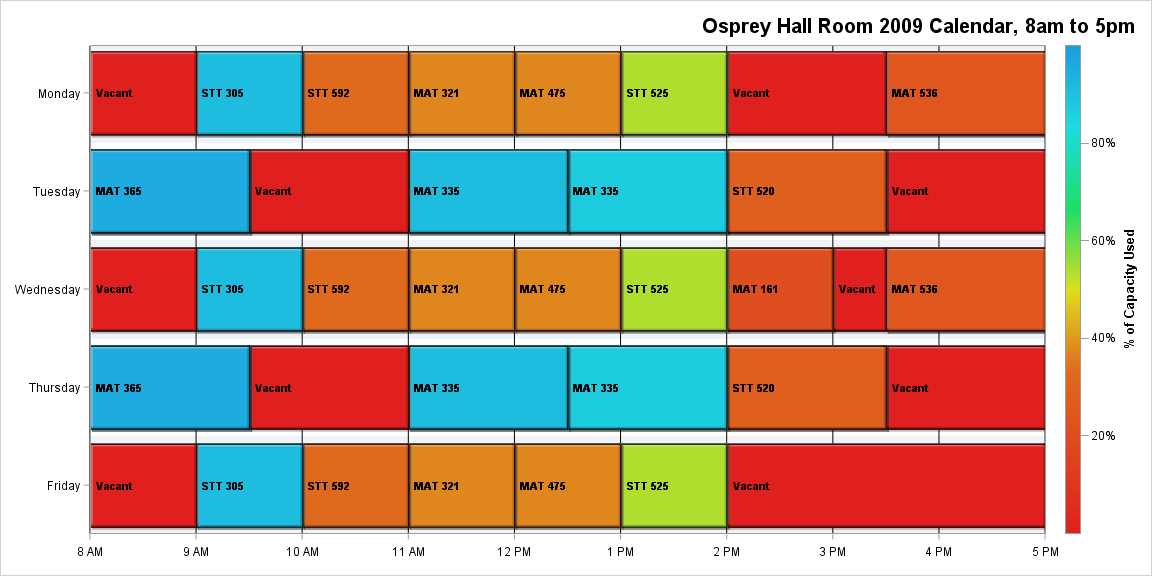 Osprey Hall Room 2009 Calendar, 8am to 5pm
Monday
Vacant
STT 305
STT 592
MAT 321
MAT 475
STT 525
Vacant
MAT 536
Tuesday
MAT 365
Vacant
MAT 335
MAT 335
STT 520
Vacant
Wednesday
Vacant
STT 305
STT 592
MAT 321
MAT 475
STT 525
MAT 161
Vacant
MAT 536
Thursday
MAT 365
Vacant
MAT 335
MAT 335
STT 520
Vacant
Friday
Vacant
STT 305
STT 592
MAT 321
MAT 475
STT 525
Vacant
8 AM
9 AM
10 AM
11 AM
12 PM
1 PM
2 PM
3 PM
4 PM
5 PM
80%
60%
40%
20%
% of Capacity Used